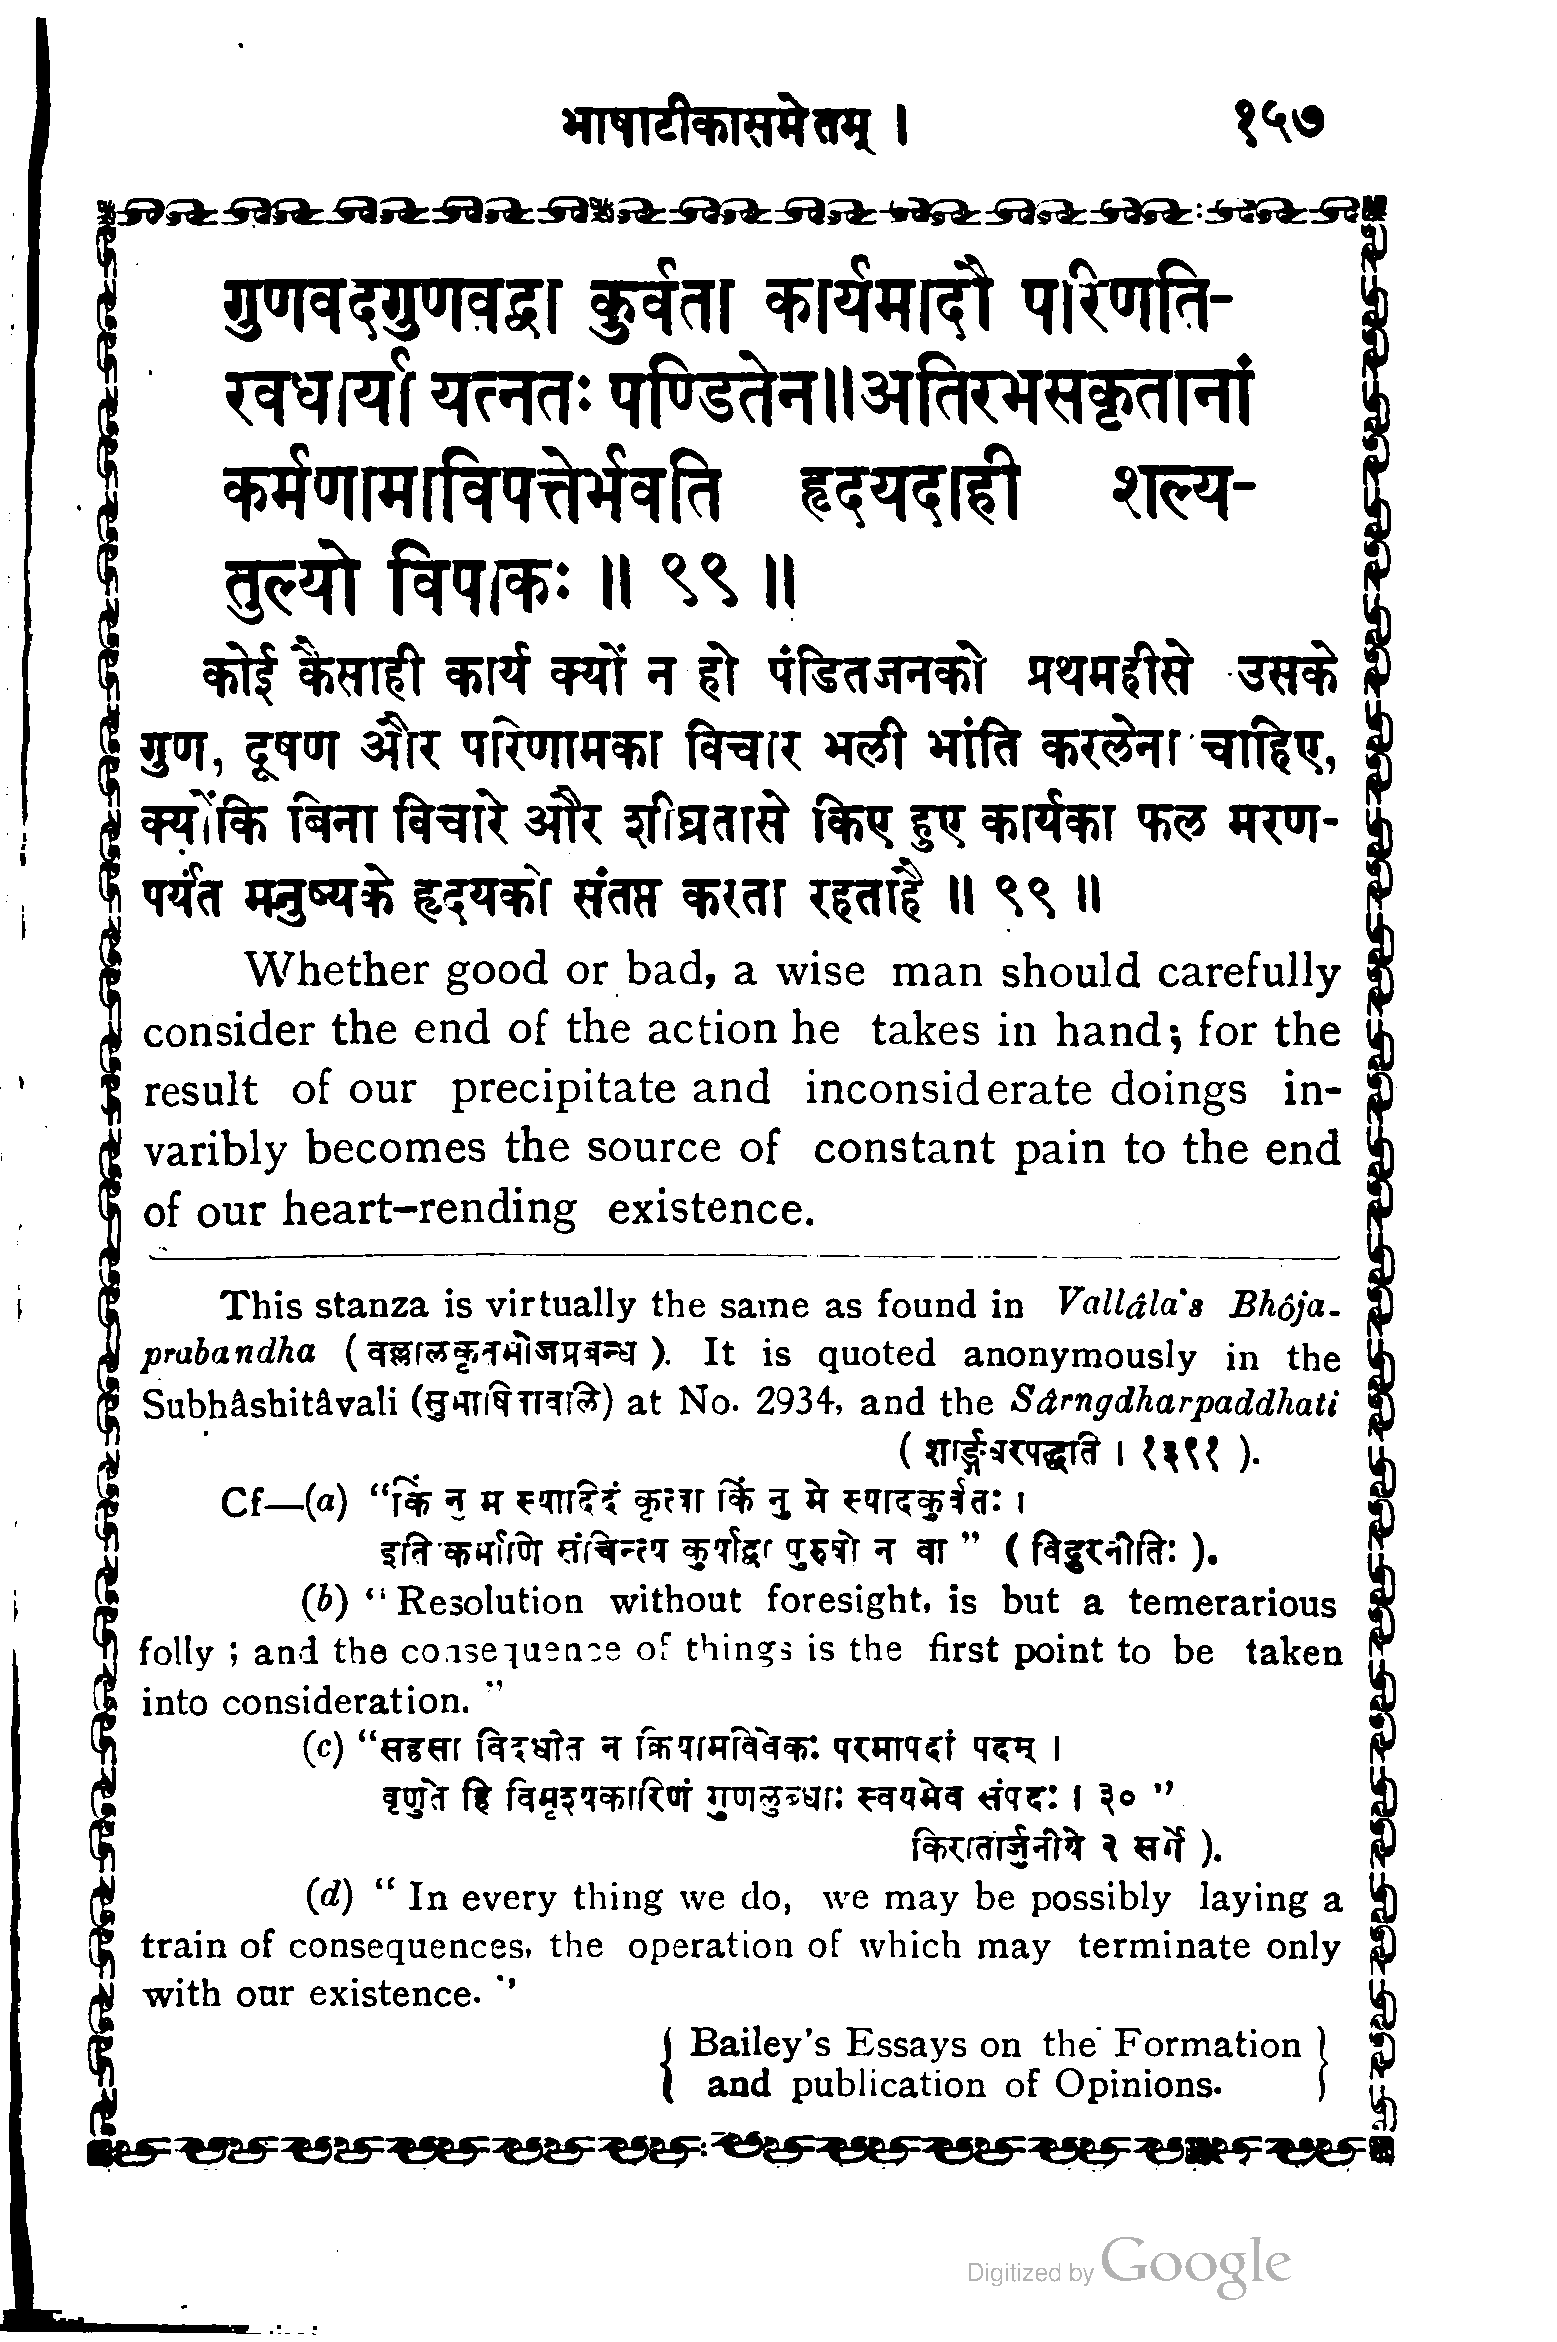 भाषाटीकासमेतम् । १५७
गुणवदगुणवद्वा कुर्वता कार्यमादौ परिणति-
रवधार्या यत्नतः पण्डितेन॥अतिरभसकृतानां
कर्मणामाविपत्तेर्भवति हृदयदाही शल्य-
तुल्यो विपाकः ॥ ९९ ॥
कोई कैसाही कार्य क्यों न हो पंडितजनको प्रथमहीसे उसके
गुण, दूषण और परिणामका विचार भली भांति करलेना चाहिए,
क्योंकि बिना विचारे और शीघ्रतासे किए हुए कार्यका फल मरण-
पर्यंत मनुष्यके हृदयको संतप्त करता रहताहै ॥ ९९ ॥
Whether good or bad, a wise man should carefully
consider the end of the action he takes in hand; for the
result of our precipitate and inconsiderate doings in-
varibly becomes the source of constant pain to the end
of our heart-rending existence.
This stanza is virtually the same as found in Vallâla's Bhôja-
prabandha (वल्लालकृतभोजप्रबन्ध). It is quoted anonymously in the
Subhâshitâvali (सुभाषितावलि) at No. 2934, and the Sârngdharpaddhati
(शार्ङ्गधरपद्धति । १३९१ ).
Cf—(a) “किं नु म स्यादिदं कृत्वा किं नु मे स्यादकुर्वतः ।
इति कर्माणि संचिन्त्य कुर्याद्वा पुरुषो न वा ” ( विदुरनीतिः ).
(b) “ Resolution without foresight, is but a temerarious
folly ; and the consequence of things is the first point to be taken
into consideration. ”
(c) “सहसा विदधीत न क्रियामविवेकः परमापदां पदम् ।
वृणुते हि विमृश्यकारिणं गुणलुब्धाः स्वयमेव संपदः । ३० ”
किरातार्जुनीये २ सर्गे ).
(d) “ In every thing we do, we may be possibly laying a
train of consequences, the operation of which may terminate only
with our existence. ”
{ Bailey's Essays on the Formation }
and publication of Opinions.
Digitized by Google